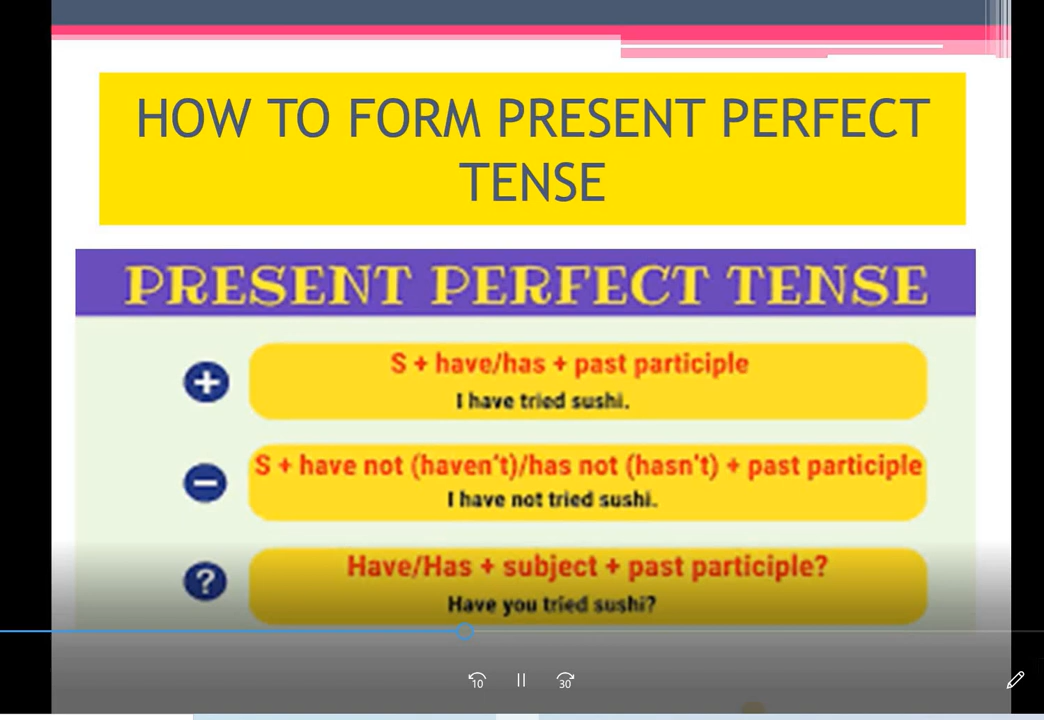 HOW TO FORM PRESENT PERFECT
TENSE
PRESENT PERFECT TENSE
+
S + have/has + past participle
I have tried sushi.
−
S + have not (haven't)/has not (hasn't) + past participle
I have not tried sushi.
?
Have/Has + subject + past participle?
Have you tried sushi?
10
30